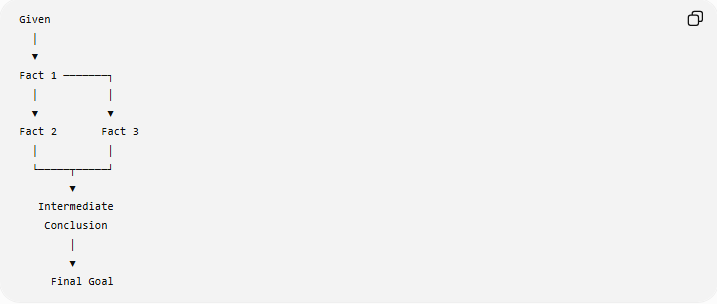 Given
Fact 1
Fact 2 Fact 3
Intermediate
Conclusion
Final Goal